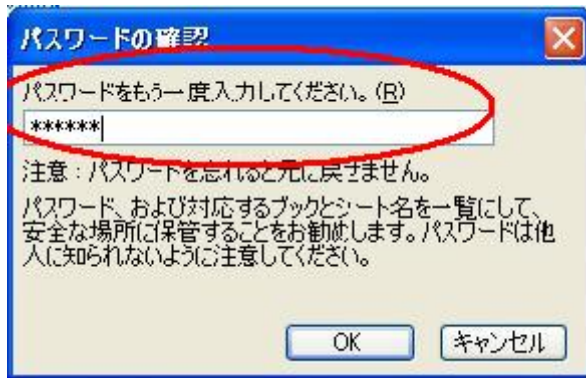 パスワードの確認
パスワードをもう一度入力してください。(R)
******
注意：パスワードを忘れると元に戻せません。
パスワード、および対応するブックとシート名を一覧にして、
安全な場所に保管することをお勧めします。パスワードは他
人に知られないように注意してください。
OK
キャンセル